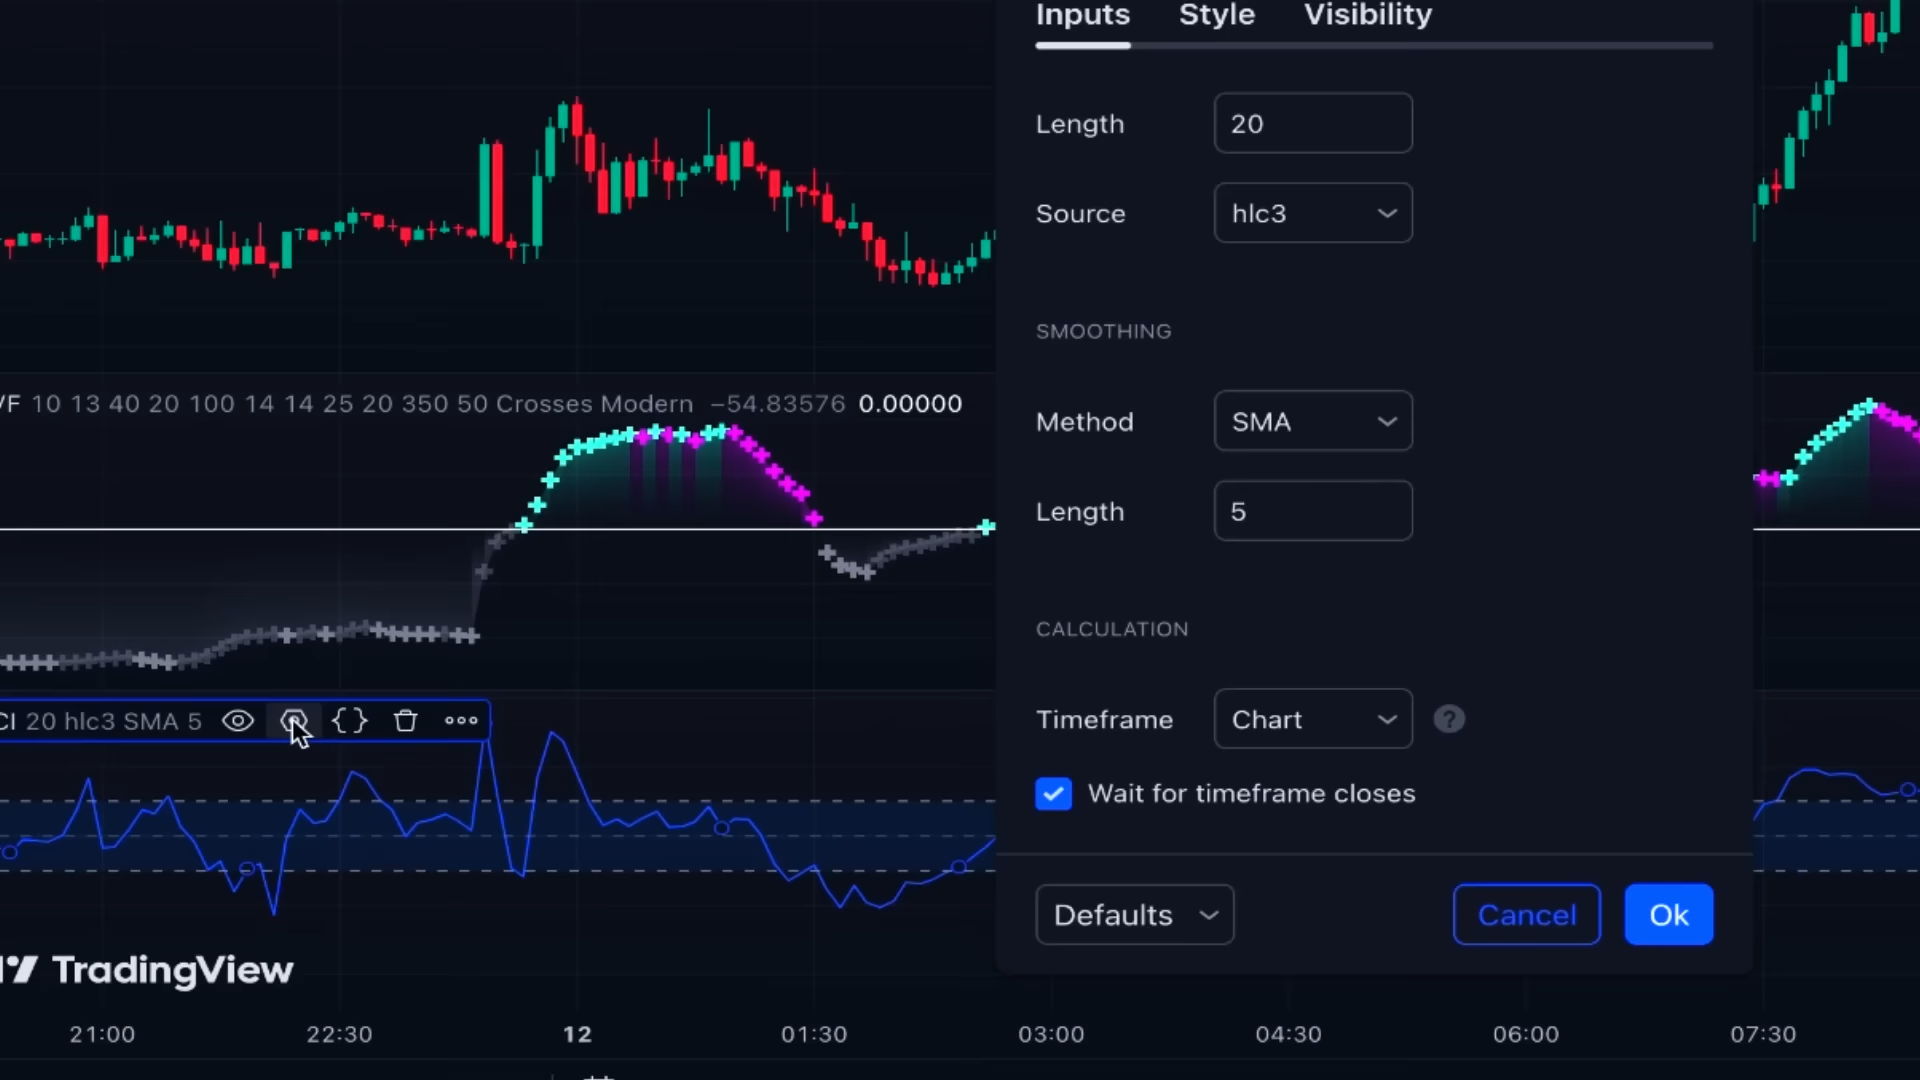 Inputs Style Visibility
Length 20
Source hlc3
SMOOTHING
Method SMA
Length 5
CALCULATION
Timeframe Chart ?
Wait for timeframe closes
Defaults Cancel Ok
10 13 40 20 100 14 14 25 20 350 50 Crosses Modern −54.83576 0.00000
20 hlc3 SMA 5
TradingView
21:00 22:30 12 01:30 03:00 04:30 06:00 07:30